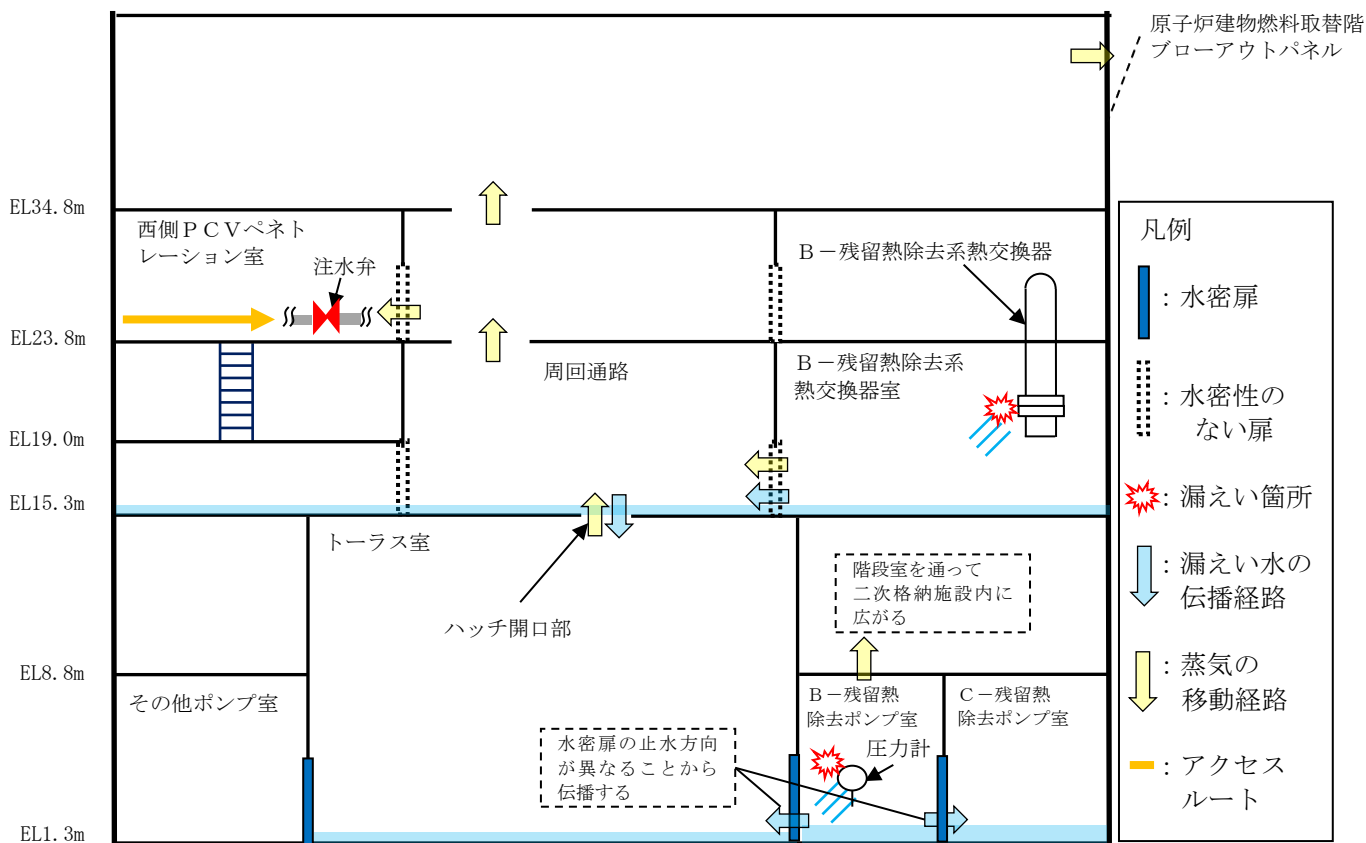 原子炉建物燃料取替階
ブローアウトパネル
EL34.8m
西側PCVペネト
レーション室
注水弁
B-残留熱除去系熱交換器
EL23.8m
周回通路
B-残留熱除去系
熱交換器室
EL19.0m
EL15.3m
トーラス室
ハッチ開口部
階段室を通って
二次格納施設内に
広がる
EL8.8m
その他ポンプ室
B-残留熱
除去ポンプ室
C-残留熱
除去ポンプ室
圧力計
水密扉の止水方向
が異なることから
伝播する
EL1.3m
凡例
:水密扉
:水密性の
ない扉
:漏えい箇所
:漏えい水の
伝播経路
:蒸気の
移動経路
:アクセス
ルート